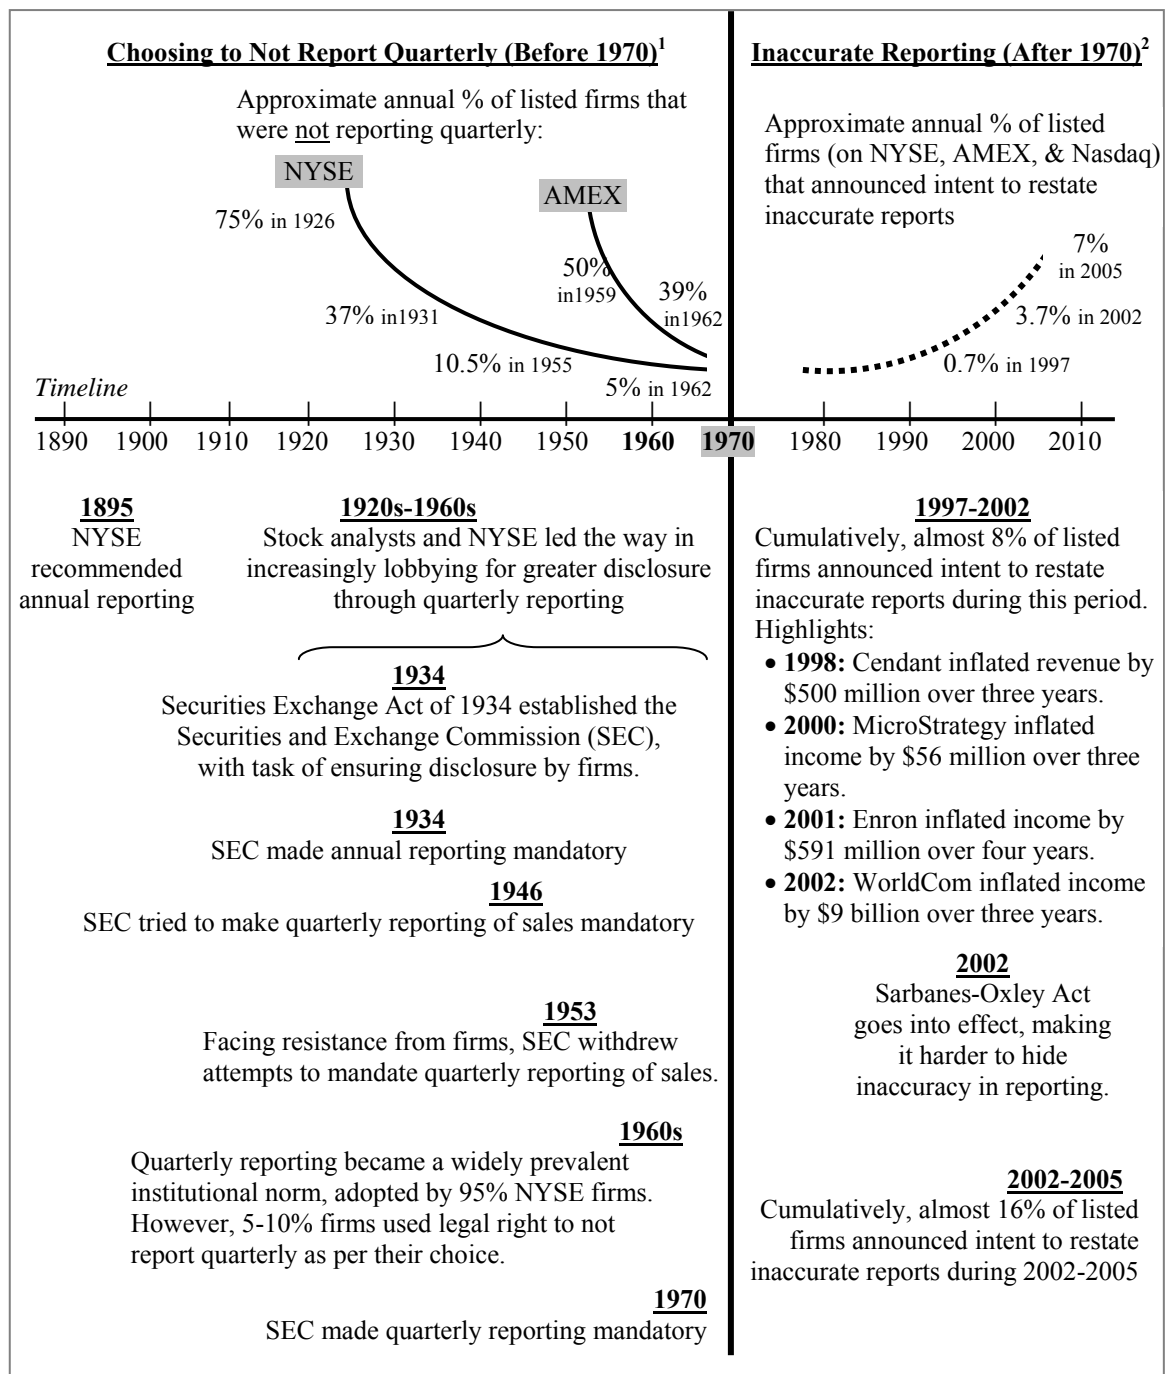 Choosing to Not Report Quarterly (Before 1970)1
Approximate annual % of listed firms that
were not reporting quarterly:
NYSE
AMEX
75% in 1926
50%
in1959
39%
in1962
37% in1931
10.5% in 1955
5% in 1962
Inaccurate Reporting (After 1970)2
Approximate annual % of listed
firms (on NYSE, AMEX, & Nasdaq)
that announced intent to restate
inaccurate reports
7%
in 2005
3.7% in 2002
0.7% in 1997
Timeline
1890 1900 1910 1920 1930 1940 1950 1960 1970 1980 1990 2000 2010
1895
NYSE
recommended
annual reporting
1920s-1960s
Stock analysts and NYSE led the way in
increasingly lobbying for greater disclosure
through quarterly reporting
1934
Securities Exchange Act of 1934 established the
Securities and Exchange Commission (SEC),
with task of ensuring disclosure by firms.
1934
SEC made annual reporting mandatory
1946
SEC tried to make quarterly reporting of sales mandatory
1953
Facing resistance from firms, SEC withdrew
attempts to mandate quarterly reporting of sales.
1960s
Quarterly reporting became a widely prevalent
institutional norm, adopted by 95% NYSE firms.
However, 5-10% firms used legal right to not
report quarterly as per their choice.
1970
SEC made quarterly reporting mandatory
1997-2002
Cumulatively, almost 8% of listed
firms announced intent to restate
inaccurate reports during this period.
Highlights:
• 1998: Cendant inflated revenue by
$500 million over three years.
• 2000: MicroStrategy inflated
income by $56 million over three
years.
• 2001: Enron inflated income by
$591 million over four years.
• 2002: WorldCom inflated income
by $9 billion over three years.
2002
Sarbanes-Oxley Act
goes into effect, making
it harder to hide
inaccuracy in reporting.
2002-2005
Cumulatively, almost 16% of listed
firms announced intent to restate
inaccurate reports during 2002-2005